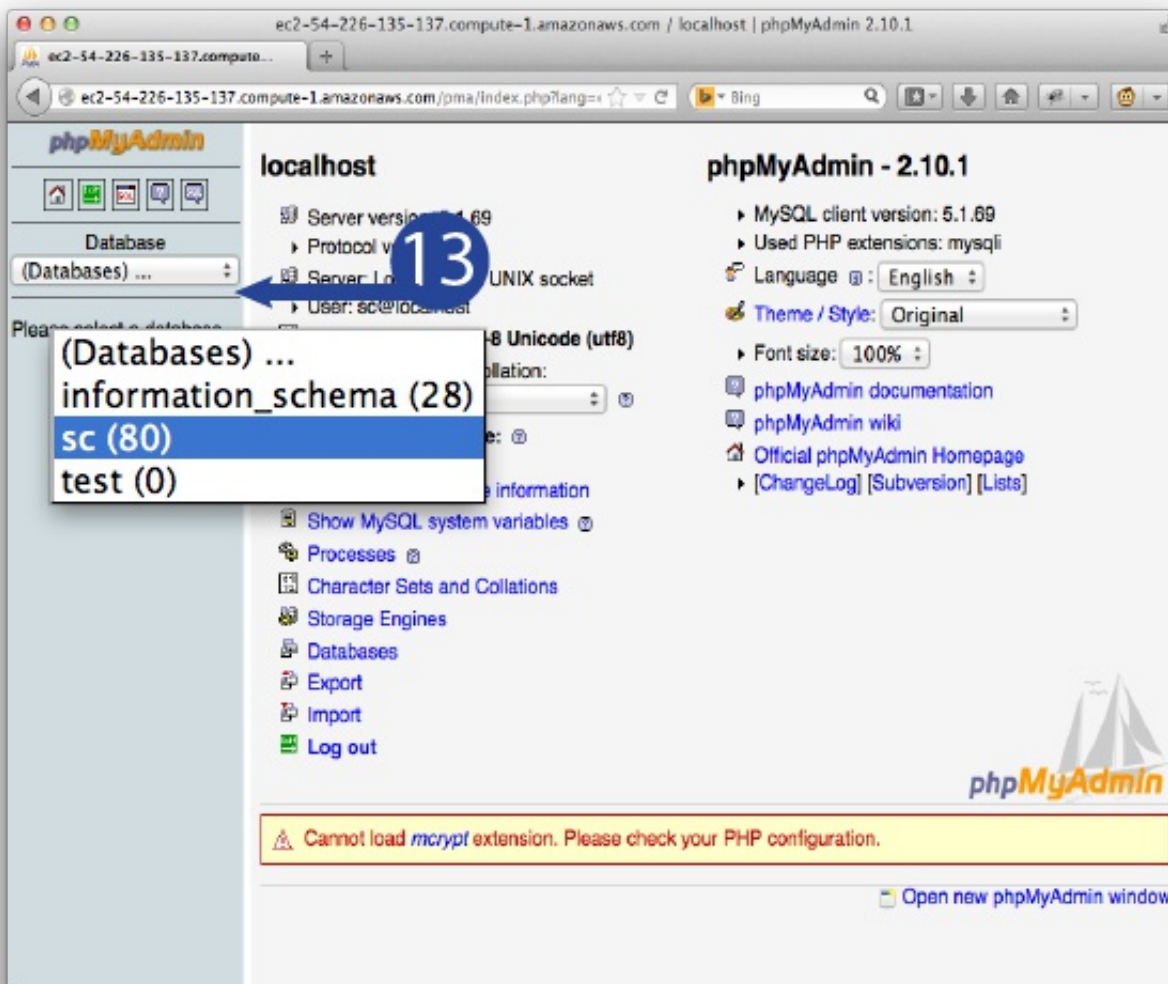 ec2-54-226-135-137.compute-1.amazonaws.com / localhost | phpMyAdmin 2.10.1
ec2-54-226-135-137.compute...
ec2-54-226-135-137.compute-1.amazonaws.com/pma/index.php?lang=
Bing
phpMyAdmin
Database
(Databases) ...
Please select a database
(Databases) ...
information_schema (28)
sc (80)
test (0)
13
localhost
Server version 5.1.69
Protocol
Server: UNIX socket
User: sc@localhost
8 Unicode (utf8)
information
Show MySQL system variables
Processes
Character Sets and Collations
Storage Engines
Databases
Export
Import
Log out
phpMyAdmin - 2.10.1
MySQL client version: 5.1.69
Used PHP extensions: mysqli
Language : English
Theme / Style: Original
Font size: 100%
phpMyAdmin documentation
phpMyAdmin wiki
Official phpMyAdmin Homepage
[ChangeLog] [Subversion] [Lists]
phpMyAdmin
Cannot load mcrypt extension. Please check your PHP configuration.
Open new phpMyAdmin window